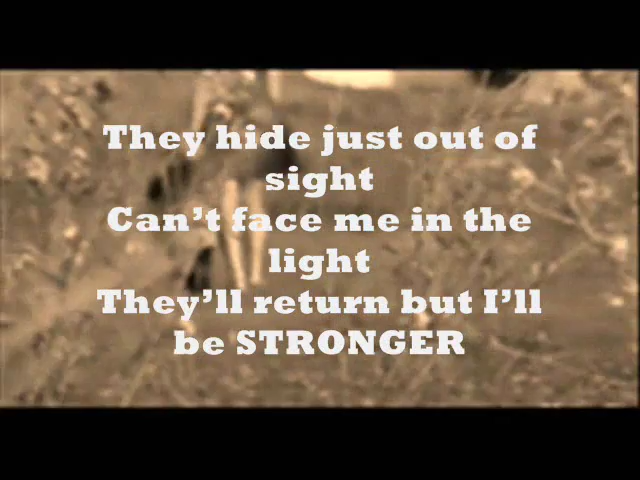 They hide just out of
sight
Can't face me in the
light
They'll return but I'll
be STRONGER